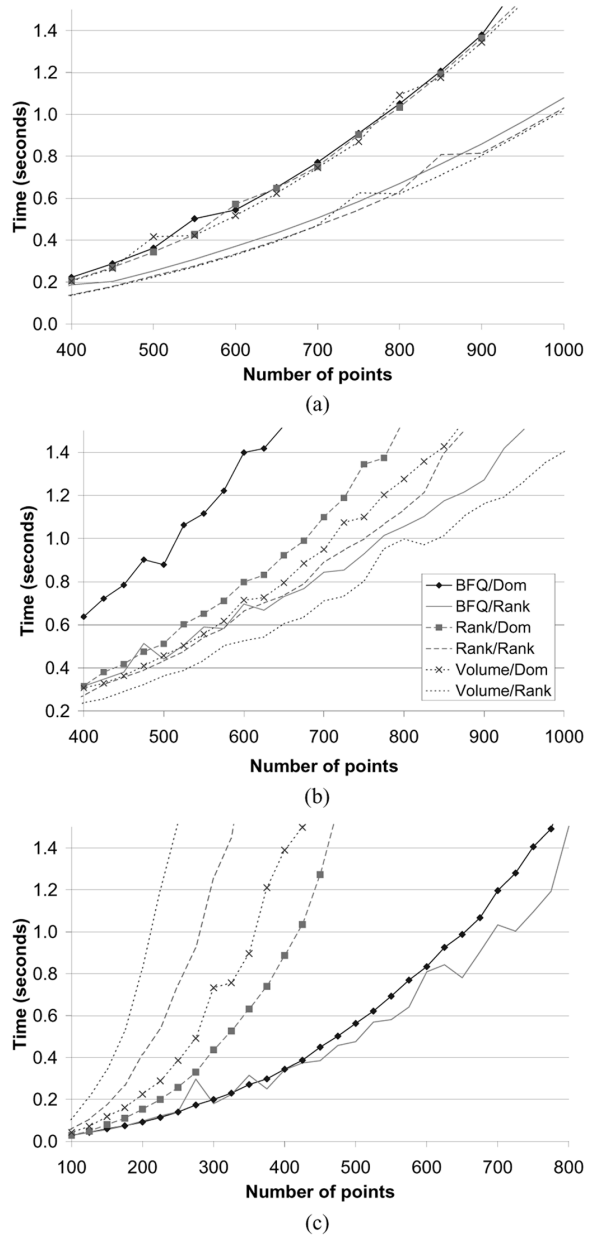 1.4
1.2
1.0
0.8
0.6
0.4
0.2
0.0
Time (seconds)
400 500 600 700 800 900 1000
Number of points
(a)
1.4
1.2
1.0
0.8
0.6
0.4
0.2
Time (seconds)
BFQ/Dom
BFQ/Rank
Rank/Dom
Rank/Rank
Volume/Dom
Volume/Rank
400 500 600 700 800 900 1000
Number of points
(b)
1.4
1.2
1.0
0.8
0.6
0.4
0.2
0.0
Time (seconds)
100 200 300 400 500 600 700 800
Number of points
(c)